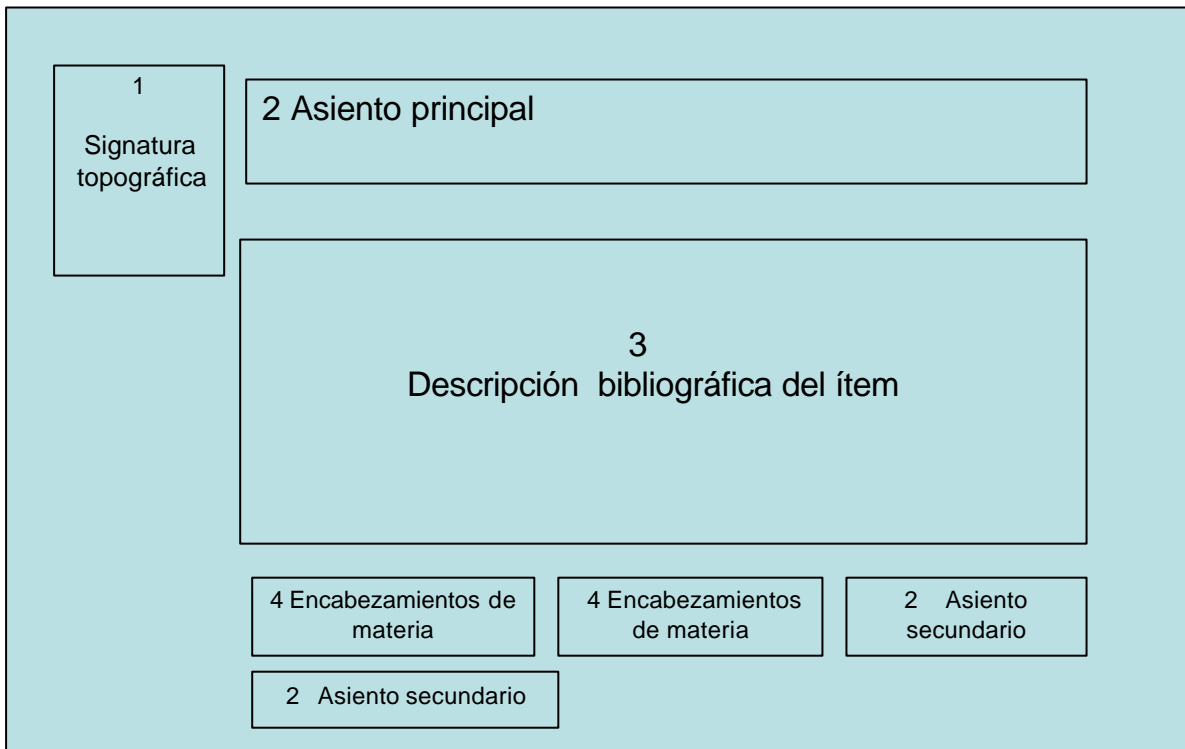 1
Signatura
topográfica
2 Asiento principal
3
Descripción bibliográfica del ítem
4 Encabezamientos de
materia
4 Encabezamientos
de materia
2 Asiento
secundario
2 Asiento secundario